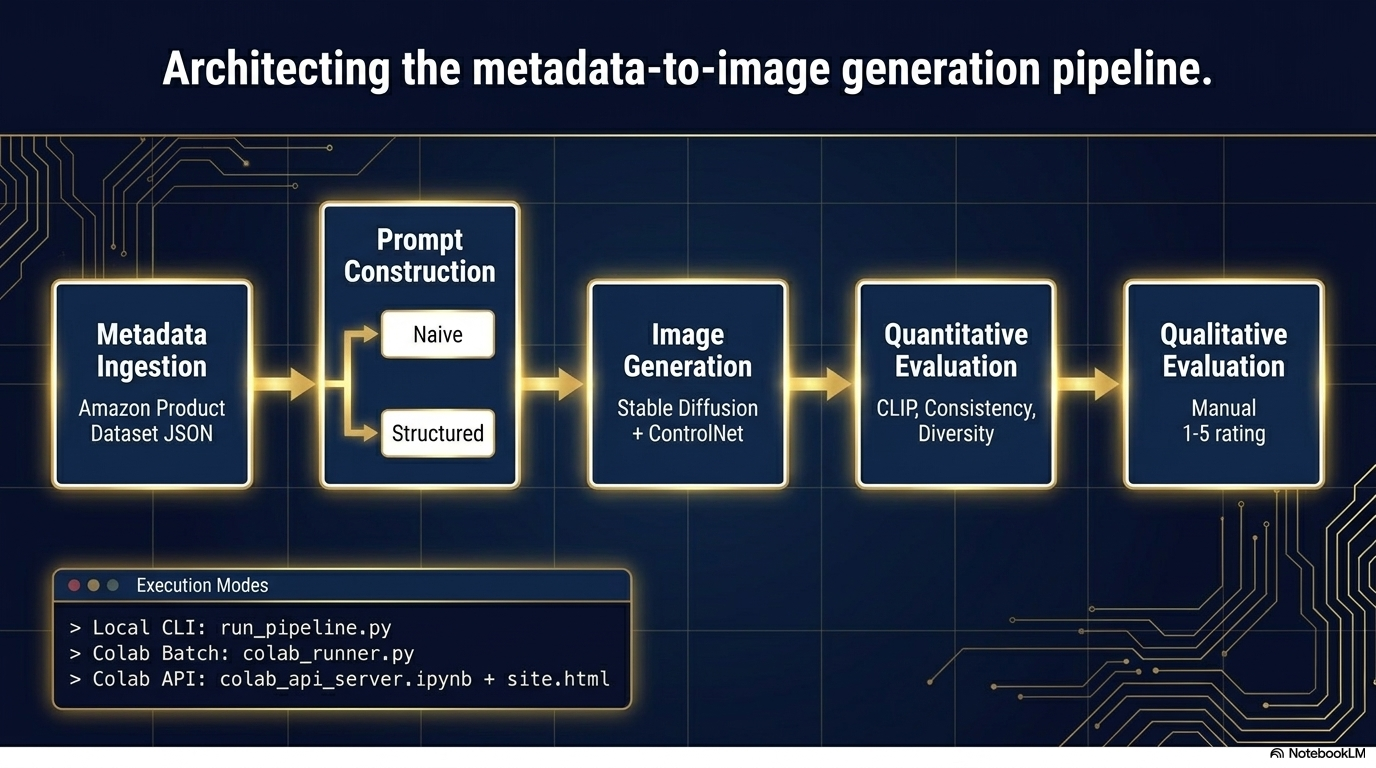 Architecting the metadata-to-image generation pipeline.
Metadata
Ingestion
Amazon Product
Dataset JSON
Prompt
Construction
Naive
Structured
Image
Generation
Stable Diffusion
+ ControlNet
Quantitative
Evaluation
CLIP, Consistency,
Diversity
Qualitative
Evaluation
Manual
1-5 rating
Execution Modes
> Local CLI: run_pipeline.py
> Colab Batch: colab_runner.py
> Colab API: colab_api_server.ipynb + site.html
NotebookLM